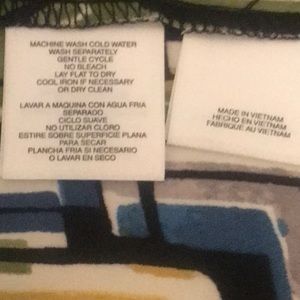 MACHINE WASH COLD WATER
WASH SEPARATELY
GENTLE CYCLE
NO BLEACH
LAY FLAT TO DRY
COOL IRON IF NECESSARY
OR DRY CLEAN
LAVAR A MAQUINA CON AGUA FRIA
SEPARADO
CICLO SUAVE
NO UTILIZAR CLORO
ESTIRE SOBRE SUPERFICIE PLANA
PARA SECAR
PLANCHA FRIA SI NECESARIO
O LAVAR EN SECO
MADE IN VIETNAM
HECHO EN VIETNAM
FABRIQUE AU VIETNAM